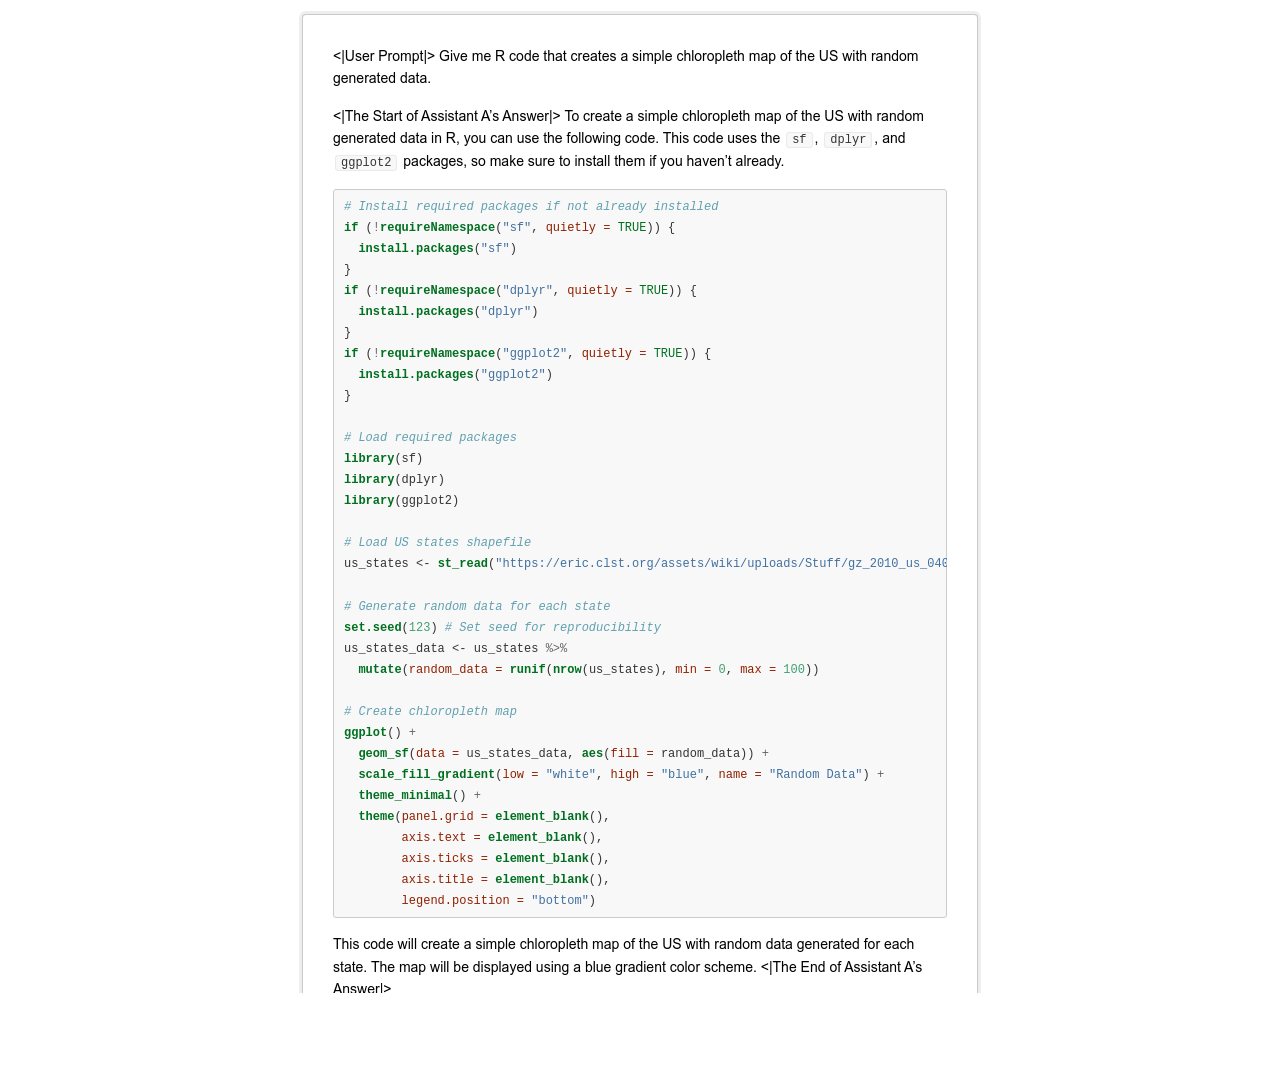 <|User Prompt|> Give me R code that creates a simple chloropleth map of the US with random
generated data.
<|The Start of Assistant A’s Answer|> To create a simple chloropleth map of the US with random
generated data in R, you can use the following code. This code uses the sf, dplyr, and
ggplot2 packages, so make sure to install them if you haven’t already.
# Install required packages if not already installed
if (!requireNamespace("sf", quietly = TRUE)) {
  install.packages("sf")
}
if (!requireNamespace("dplyr", quietly = TRUE)) {
  install.packages("dplyr")
}
if (!requireNamespace("ggplot2", quietly = TRUE)) {
  install.packages("ggplot2")
}
# Load required packages
library(sf)
library(dplyr)
library(ggplot2)
# Load US states shapefile
us_states <- st_read("https://eric.clst.org/assets/wiki/uploads/Stuff/gz_2010_us_040
# Generate random data for each state
set.seed(123) # Set seed for reproducibility
us_states_data <- us_states %>%
  mutate(random_data = runif(nrow(us_states), min = 0, max = 100))
# Create chloropleth map
ggplot() +
  geom_sf(data = us_states_data, aes(fill = random_data)) +
  scale_fill_gradient(low = "white", high = "blue", name = "Random Data") +
  theme_minimal() +
  theme(panel.grid = element_blank(),
        axis.text = element_blank(),
        axis.ticks = element_blank(),
        axis.title = element_blank(),
        legend.position = "bottom")
This code will create a simple chloropleth map of the US with random data generated for each
state. The map will be displayed using a blue gradient color scheme. <|The End of Assistant A’s
Answer|>